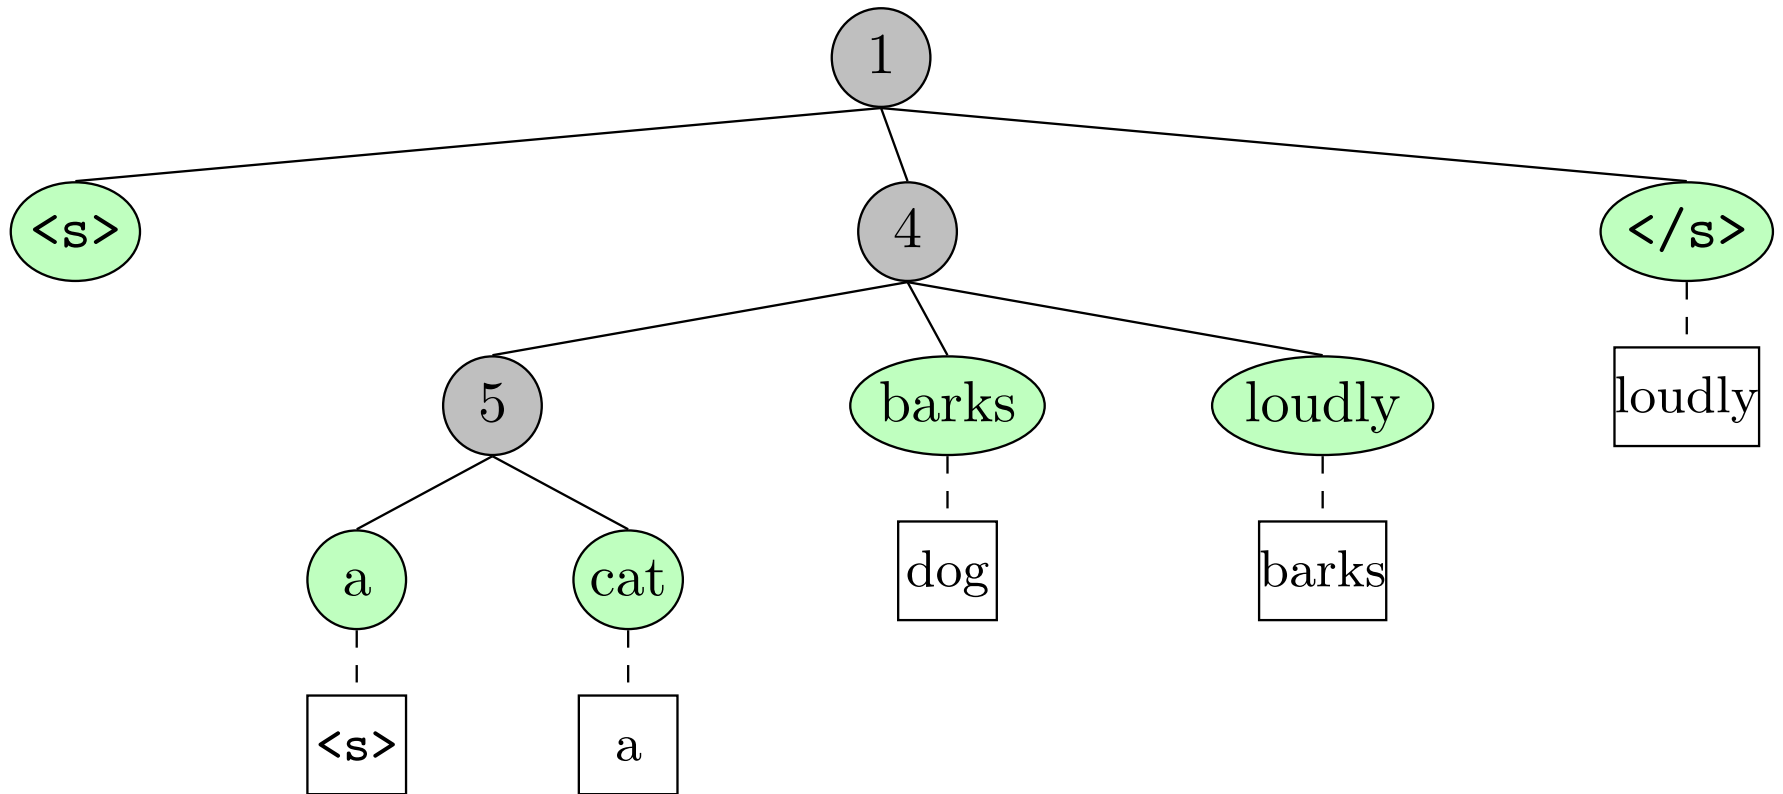 1
<s> 4 </s>
5 barks loudly loudly
a cat dog barks
<s> a